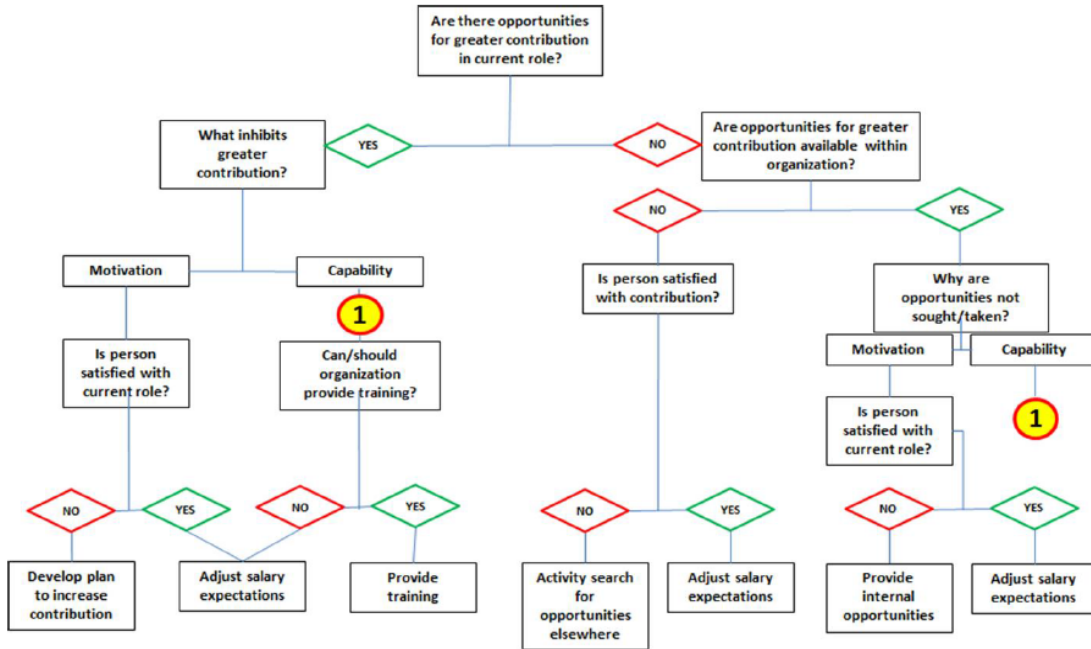 Are there opportunities
for greater contribution
in current role?
What inhibits
greater
contribution?
YES
NO
Are opportunities for greater
contribution available within
organization?
NO
YES
Motivation
Capability
Is person satisfied
with contribution?
Why are
opportunities not
sought/taken?
1
Motivation
Capability
Is person
satisfied with
current role?
Can/should
organization
provide training?
Is person
satisfied with
current role?
1
NO
YES
NO
YES
NO
YES
NO
YES
Develop plan
to increase
contribution
Adjust salary
expectations
Provide
training
Activity search
for
opportunities
elsewhere
Adjust salary
expectations
Provide
internal
opportunities
Adjust salary
expectations